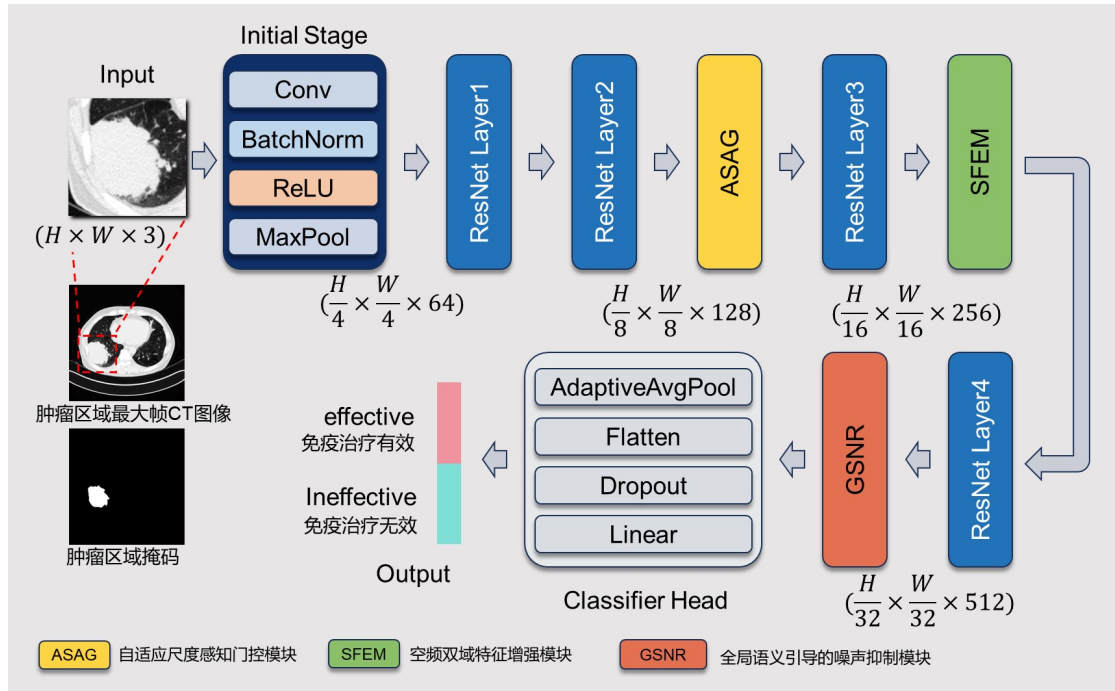 Input
(H × W × 3)
肿瘤区域最大帧CT图像
肿瘤区域掩码
Initial Stage
Conv
BatchNorm
ReLU
MaxPool
(H/4 × W/4 × 64)
ResNet Layer1
ResNet Layer2
(H/8 × W/8 × 128)
ASAG
ResNet Layer3
(H/16 × W/16 × 256)
SFEM
ResNet Layer4
(H/32 × W/32 × 512)
GSNR
AdaptiveAvgPool
Flatten
Dropout
Linear
Classifier Head
effective
免疫治疗有效
Ineffective
免疫治疗无效
Output
ASAG 自适应尺度感知门控模块
SFEM 空频双域特征增强模块
GSNR 全局语义引导的噪声抑制模块